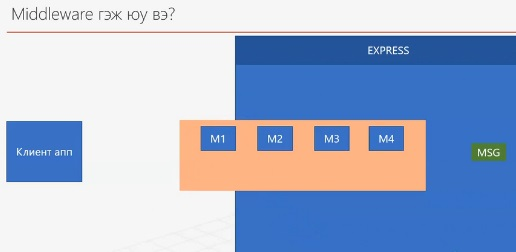 Middleware гэж юу вэ?
EXPRESS
Клиент апп
M1
M2
M3
M4
MSG